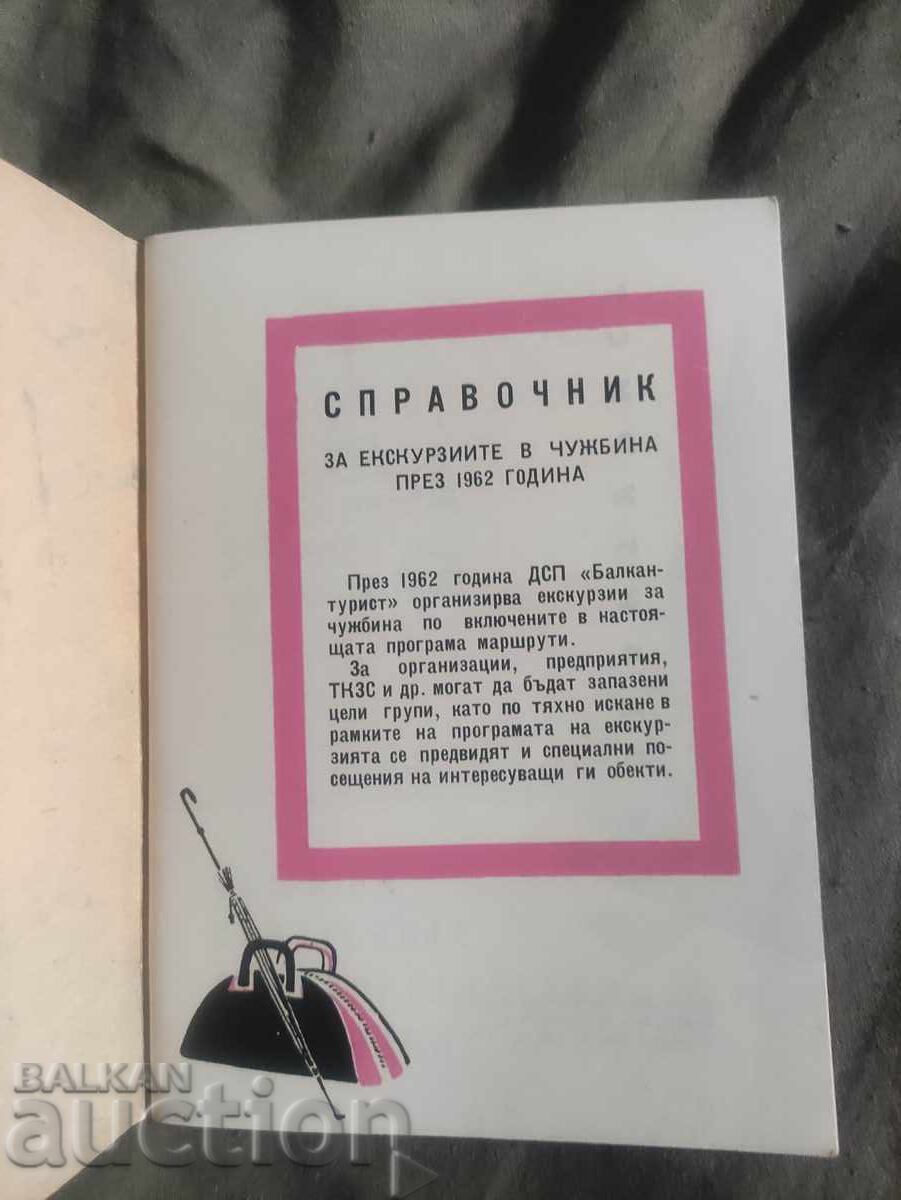 СПРАВОЧНИК
ЗА ЕКСКУРЗИИТЕ В ЧУЖБИНА
ПРЕЗ 1962 ГОДИНА
През 1962 година ДСП «Балкан-
турист» организирва екскурзии за
чужбина по включените в настоя-
щата програма маршрути.
За организации, предприятия,
ТКЗС и др. могат да бъдат запазени
цели групи, като по тяхно искане в
рамките на програмата на екскур-
зията се предвидят и специални по-
сещения на интересуващи ги обекти.
BALKAN
auction